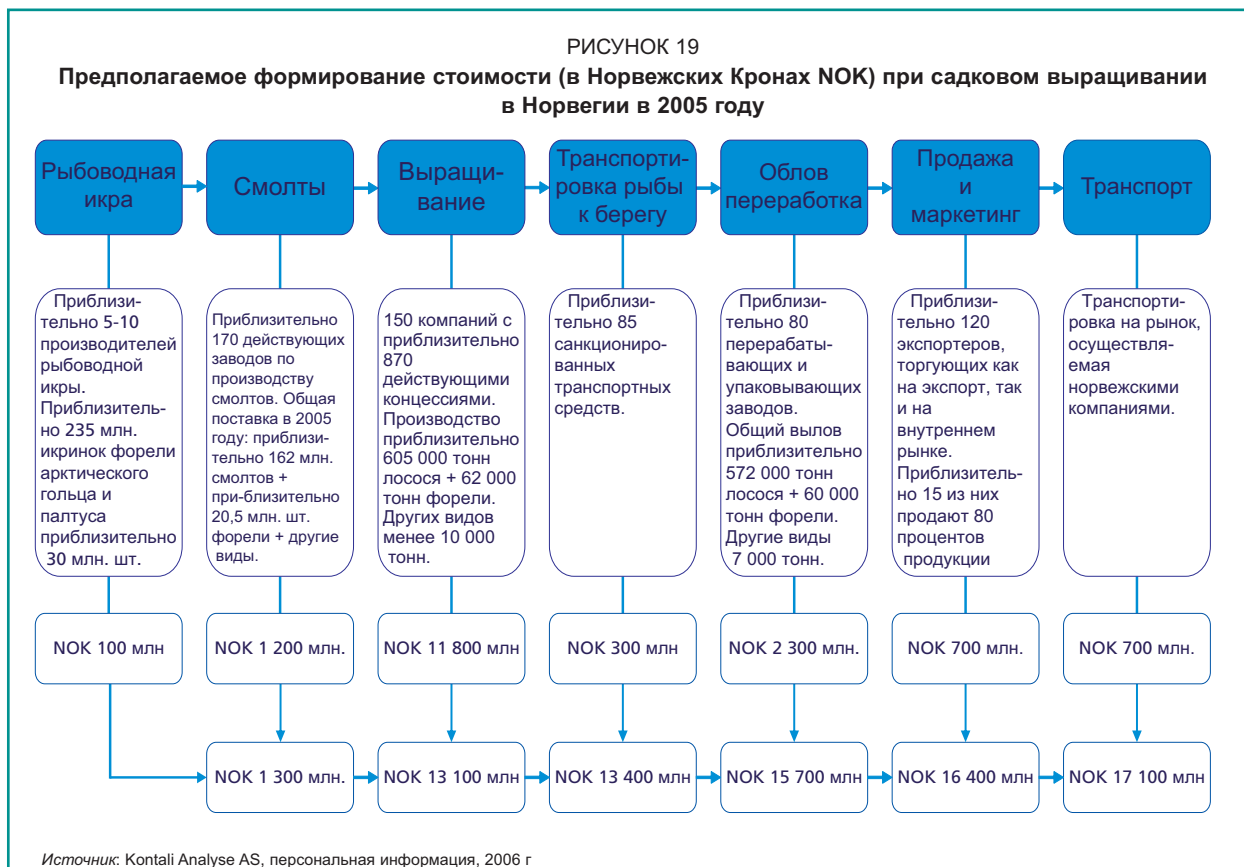 РИСУНОК 19
Предполагаемое формирование стоимости (в Норвежских Кронах NOK) при садковом выращивании
в Норвегии в 2005 году
Рыбоводная
икра
Смолты
Выращи-
вание
Транспорти-
ровка рыбы
к берегу
Облов
переработка
Продажа
и
маркетинг
Транспорт
Приблизи-
тельно 5-10
производителей
рыбоводной
икры.
Приблизитель-
но 235 млн.
икринок форели
арктического
гольца и
палтуса
приблизительно
30 млн. шт.
Приблизительно
170 действующих
заводов по
производству
смолтов. Общая
поставка в 2005
году: приблизи-
тельно 162 млн.
смолтов +
при-близительно
20,5 млн. шт.
форели + другие
виды.
150 компаний с
приблизительно
870
действующими
концессиями.
Производство
приблизительно
605 000 тонн
лосося + 62 000
тонн форели.
Других видов
менее 10 000
тонн.
Приблизи-
тельно 85
санкциониро-
ванных
транспортных
средств.
Приблизи-
тельно 80
перерабаты-
вающих и
упаковывающих
заводов.
Общий вылов
приблизительно
572 000 тонн
лосося + 60 000
тонн форели.
Другие виды
7 000 тонн.
Приблизи-
тельно 120
экспортеров,
торгующих как
на экспорт, так
и на
внутреннем
рынке.
Приблизитель-
но 15 из них
продают 80
процентов
продукции
Транспорти-
ровка на рынок,
осуществля-
емая
норвежскими
компаниями.
NOK 100 млн
NOK 1 200 млн.
NOK 11 800 млн
NOK 300 млн
NOK 2 300 млн.
NOK 700 млн.
NOK 700 млн.
NOK 1 300 млн.
NOK 13 100 млн
NOK 13 400 млн
NOK 15 700 млн
NOK 16 400 млн
NOK 17 100 млн
Источник: Kontali Analyse AS, персональная информация, 2006 г